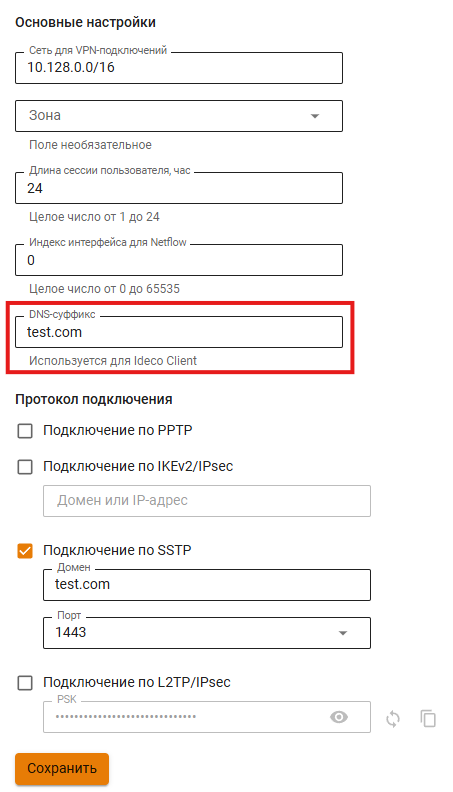 Основные настройки
Сеть для VPN-подключений
10.128.0.0/16
Зона
Поле необязательное
Длина сессии пользователя, час
24
Целое число от 1 до 24
Индекс интерфейса для Netflow
0
Целое число от 0 до 65535
DNS-суффикс
test.com
Используется для Ideco Client
Протокол подключения
Подключение по PPTP
Подключение по IKEv2/IPsec
Домен или IP-адрес
Подключение по SSTP
Домен
test.com
Порт
1443
Подключение по L2TP/IPsec
PSK
••••••••••••••••••••••••••••••
Сохранить